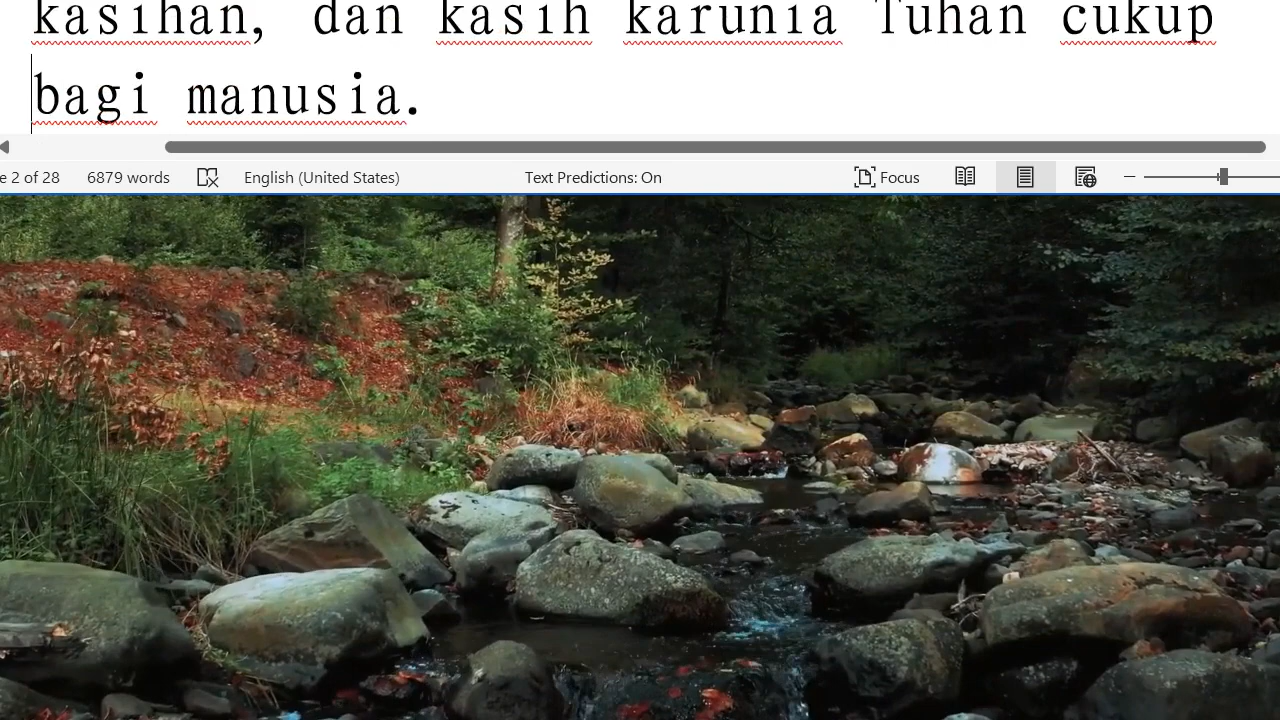 kasihan, dan kasih karunia Tuhan cukup
bagi manusia.
e 2 of 28 6879 words English (United States) Text Predictions: On Focus